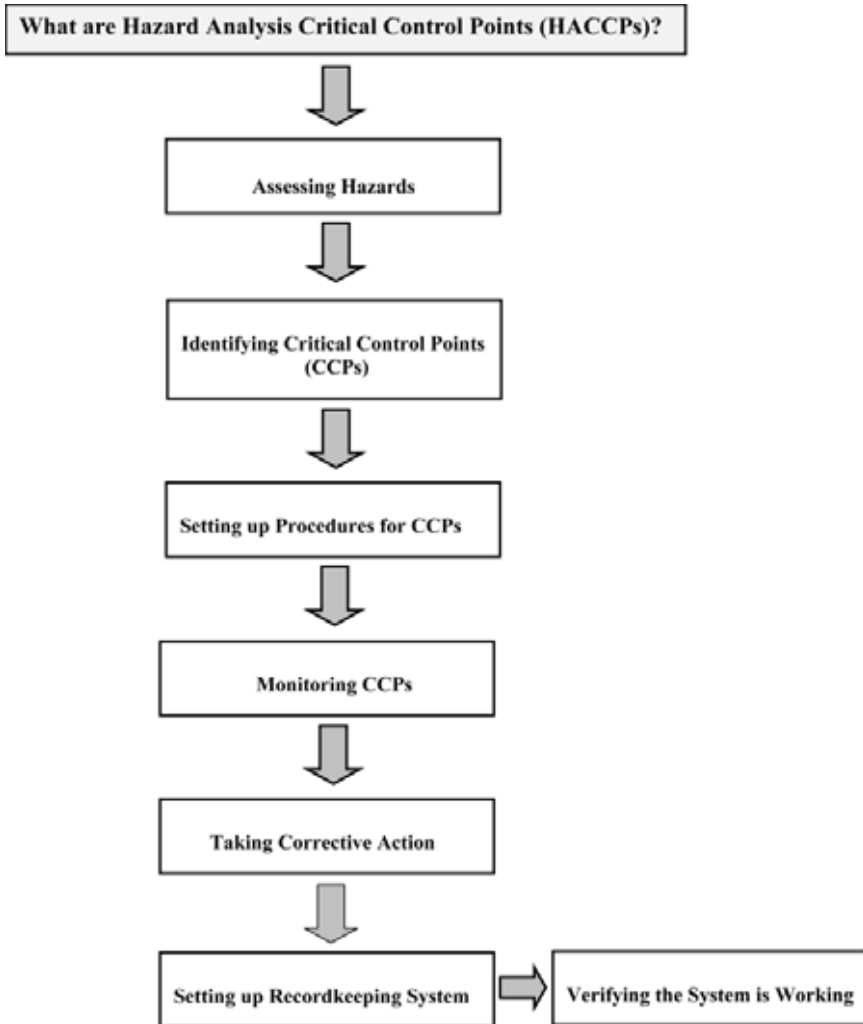 What are Hazard Analysis Critical Control Points (HACCPs)?
Assessing Hazards
Identifying Critical Control Points
(CCPs)
Setting up Procedures for CCPs
Monitoring CCPs
Taking Corrective Action
Setting up Recordkeeping System
Verifying the System is Working